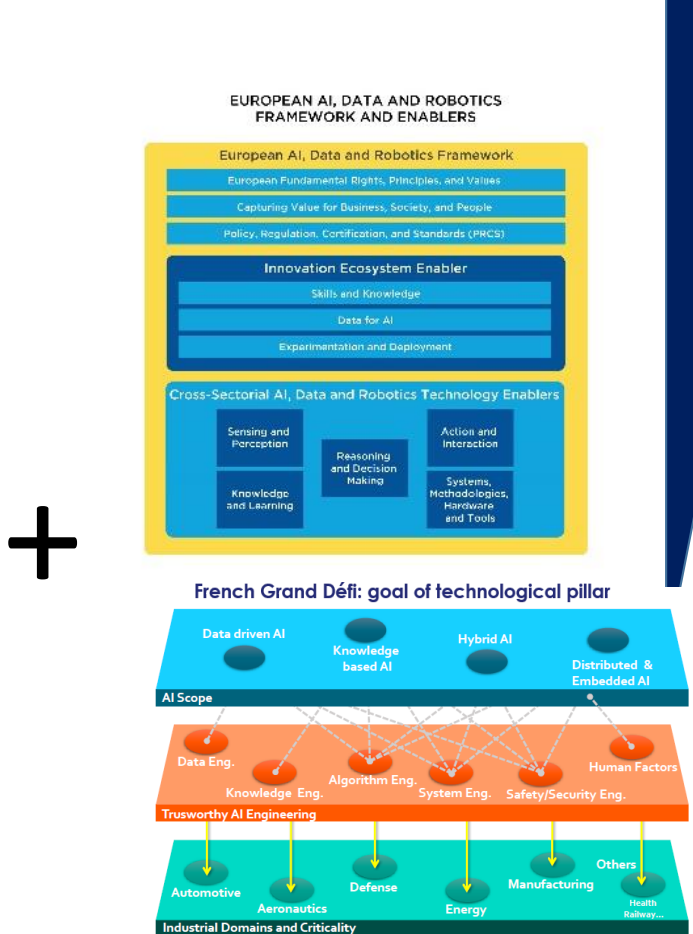 EUROPEAN AI, DATA AND ROBOTICS
FRAMEWORK AND ENABLERS
European AI, Data and Robotics Framework
European Fundamental Rights, Principles, and Values
Capturing Value for Business, Society, and People
Policy, Regulation, Certification, and Standards (PRCS)
Innovation Ecosystem Enabler
Skills and Knowledge
Data for AI
Experimentation and Deployment
Cross-Sectorial AI, Data and Robotics Technology Enablers
Sensing and
Perception
Knowledge
and Learning
Reasoning
and Decision
Making
Action and
Interaction
Systems,
Methodologies,
Hardware
and Tools
+
French Grand Défi: goal of technological pillar
Data driven AI
Knowledge
based AI
Hybrid AI
Distributed &
Embedded AI
AI Scope
Data Eng.
Knowledge Eng.
Algorithm Eng.
System Eng.
Safety/Security Eng.
Human Factors
Trusworthy AI Engineering
Automotive
Aeronautics
Defense
Energy
Manufacturing
Others
Health
Railway...
Industrial Domains and Criticality